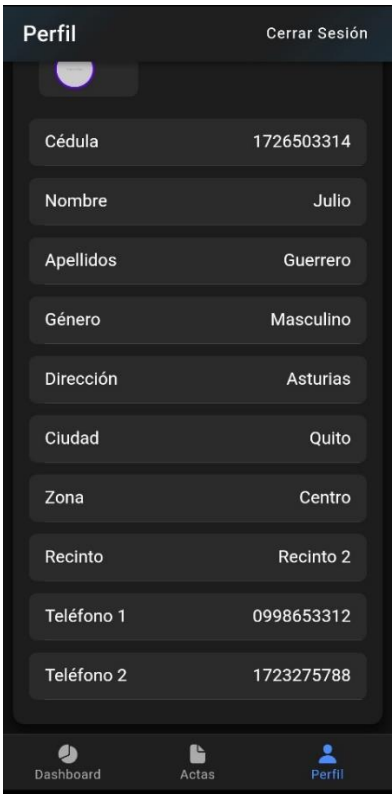 Perfil Cerrar Sesión
Cédula 1726503314
Nombre Julio
Apellidos Guerrero
Género Masculino
Dirección Asturias
Ciudad Quito
Zona Centro
Recinto Recinto 2
Teléfono 1 0998653312
Teléfono 2 1723275788
Dashboard Actas Perfil